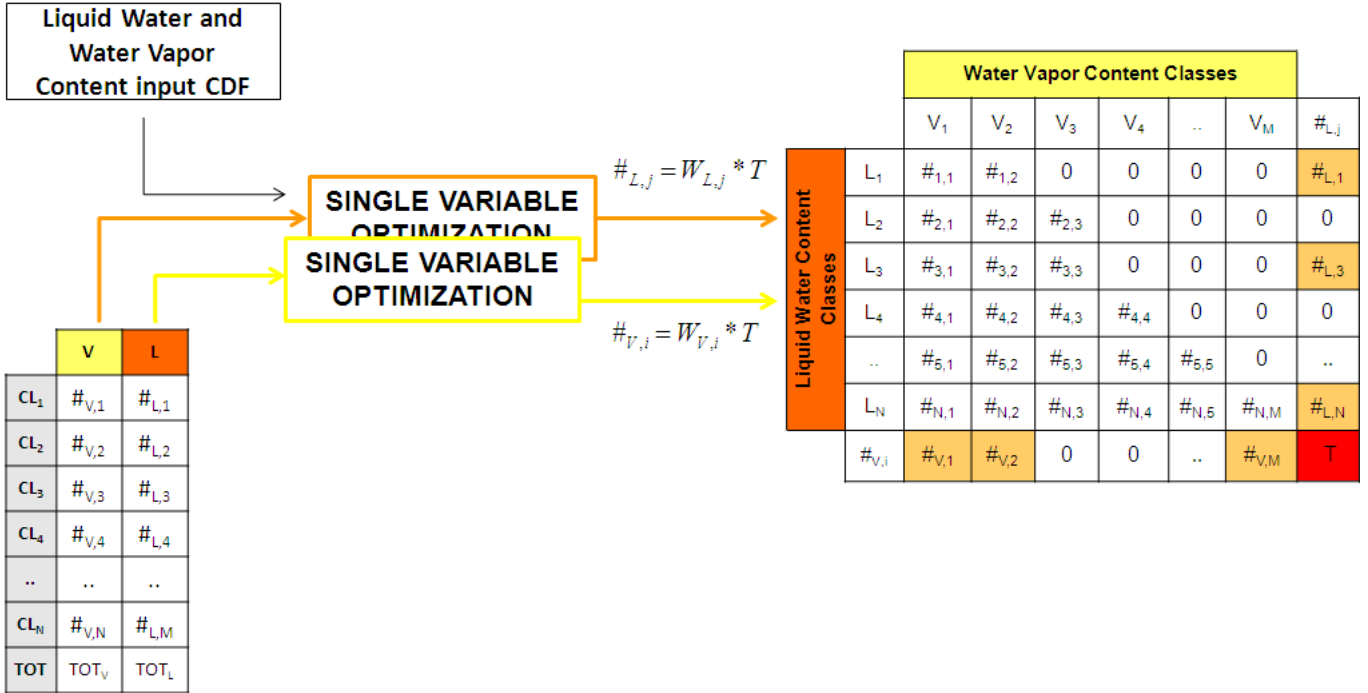 Liquid Water and
Water Vapor
Content input CDF
SINGLE VARIABLE
OPTIMIZATION
SINGLE VARIABLE
OPTIMIZATION
#L,j = WL,j * T
#V,i = WV,i * T
V L
CL1 #V,1 #L,1
CL2 #V,2 #L,2
CL3 #V,3 #L,3
CL4 #V,4 #L,4
.. .. ..
CLN #V,N #L,M
TOT TOTV TOTL
Water Vapor Content Classes
V1 V2 V3 V4 .. VM #L,j
Liquid Water Content
Classes
L1 #1,1 #1,2 0 0 0 0 #L,1
L2 #2,1 #2,2 #2,3 0 0 0 0
L3 #3,1 #3,2 #3,3 0 0 0 #L,3
L4 #4,1 #4,2 #4,3 #4,4 0 0 0
.. #5,1 #5,2 #5,3 #5,4 #5,5 0 ..
LN #N,1 #N,2 #N,3 #N,4 #N,5 #N,M #L,N
#V,i #V,1 #V,2 0 0 .. #V,M T